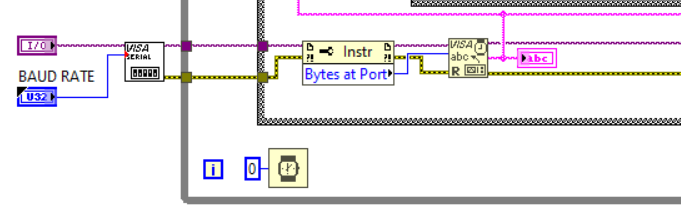 I/O
VISA
SERIAL
BAUD RATE
U32
Instr
Bytes at Port
VISA
abc
R
abc
i
0